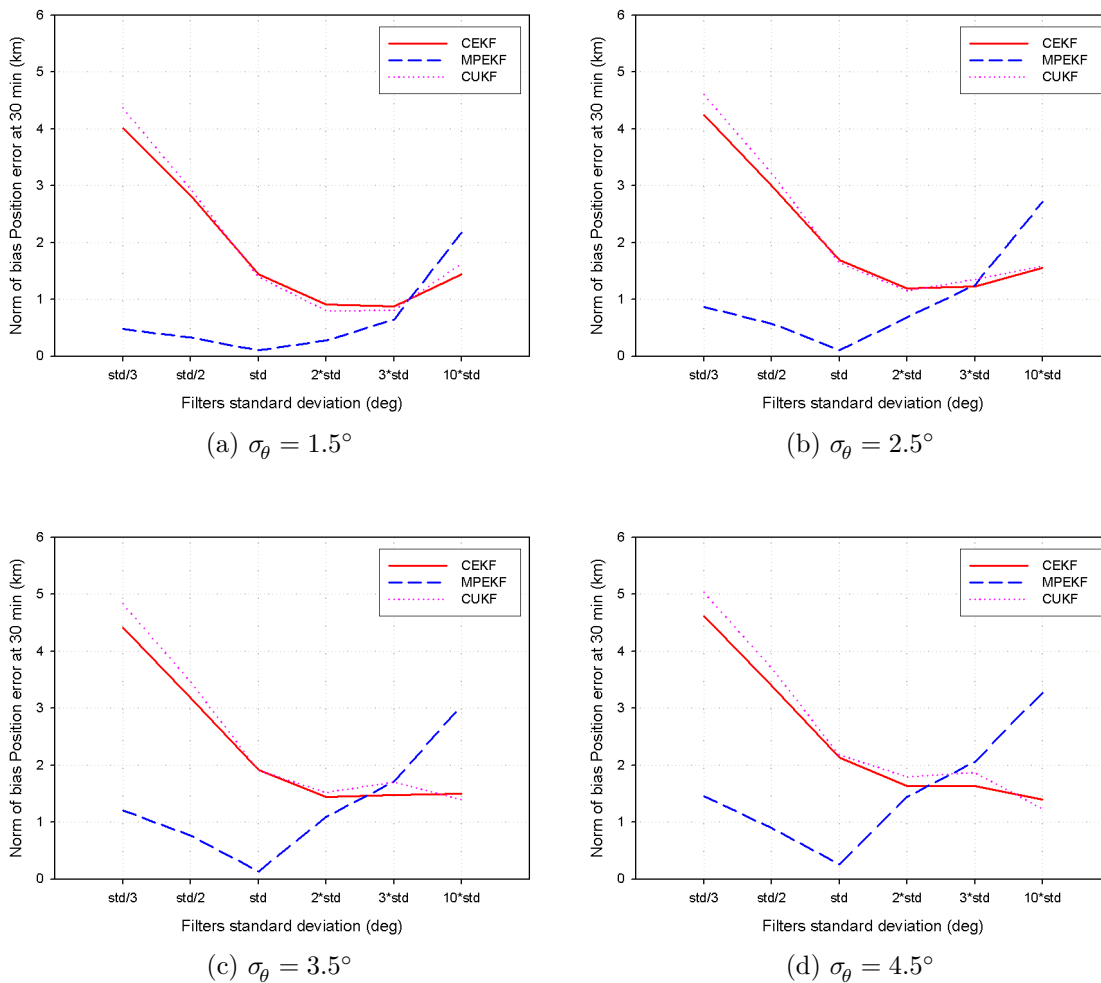 Norm of bias Position error at 30 min (km)
6
5
4
3
2
1
0
CEKF
MPEKF
CUKF
std/3 std/2 std 2*std 3*std 10*std
Filters standard deviation (deg)
(a) σθ = 1.5°
Norm of bias Position error at 30 min (km)
6
5
4
3
2
1
0
CEKF
MPEKF
CUKF
std/3 std/2 std 2*std 3*std 10*std
Filters standard deviation (deg)
(b) σθ = 2.5°
Norm of bias Position error at 30 min (km)
6
5
4
3
2
1
0
CEKF
MPEKF
CUKF
std/3 std/2 std 2*std 3*std 10*std
Filters standard deviation (deg)
(c) σθ = 3.5°
Norm of bias Position error at 30 min (km)
6
5
4
3
2
1
0
CEKF
MPEKF
CUKF
std/3 std/2 std 2*std 3*std 10*std
Filters standard deviation (deg)
(d) σθ = 4.5°